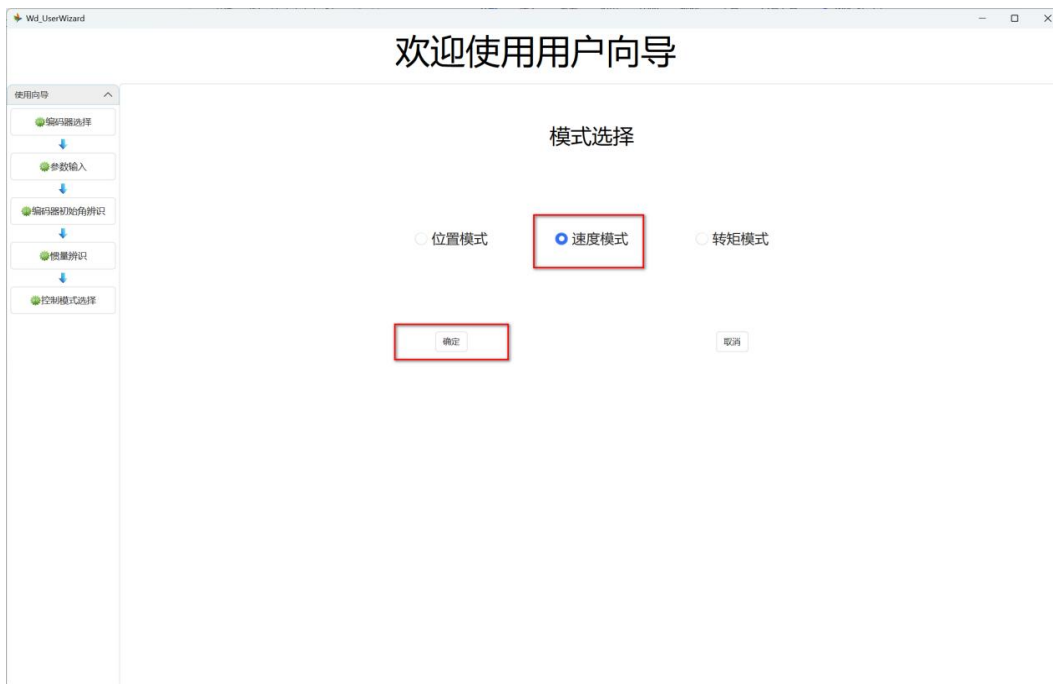 Wd_UserWizard
欢迎使用用户向导
使用向导
编码器选择
参数输入
编码器初始角辨识
惯量辨识
控制模式选择
模式选择
位置模式 速度模式 转矩模式
确定 取消